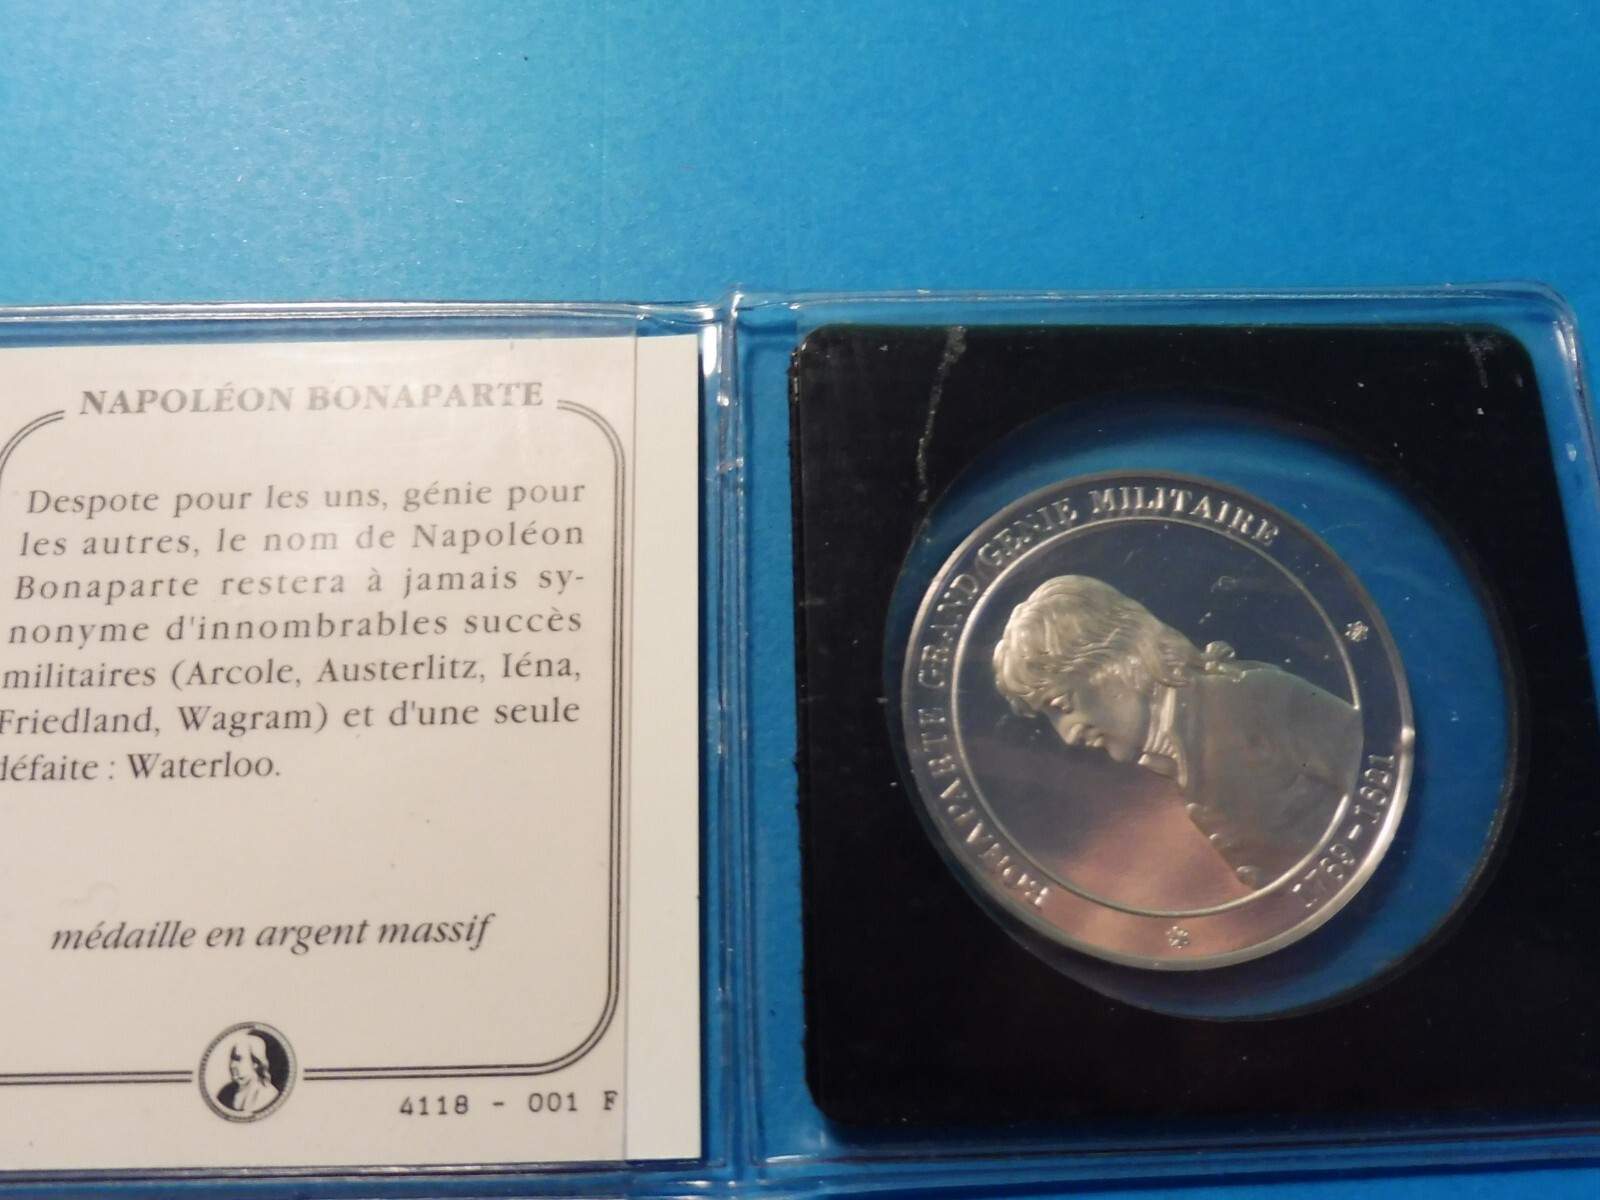 NAPOLÉON BONAPARTE
Despote pour les uns, génie pour
les autres, le nom de Napoléon
Bonaparte restera à jamais sy-
nonyme d'innombrables succès
militaires (Arcole, Austerlitz, Iéna,
Friedland, Wagram) et d'une seule
défaite : Waterloo.
médaille en argent massif
4118 - 001 F
BONAPARTE GRAND GENIE MILITAIRE
1769-1821